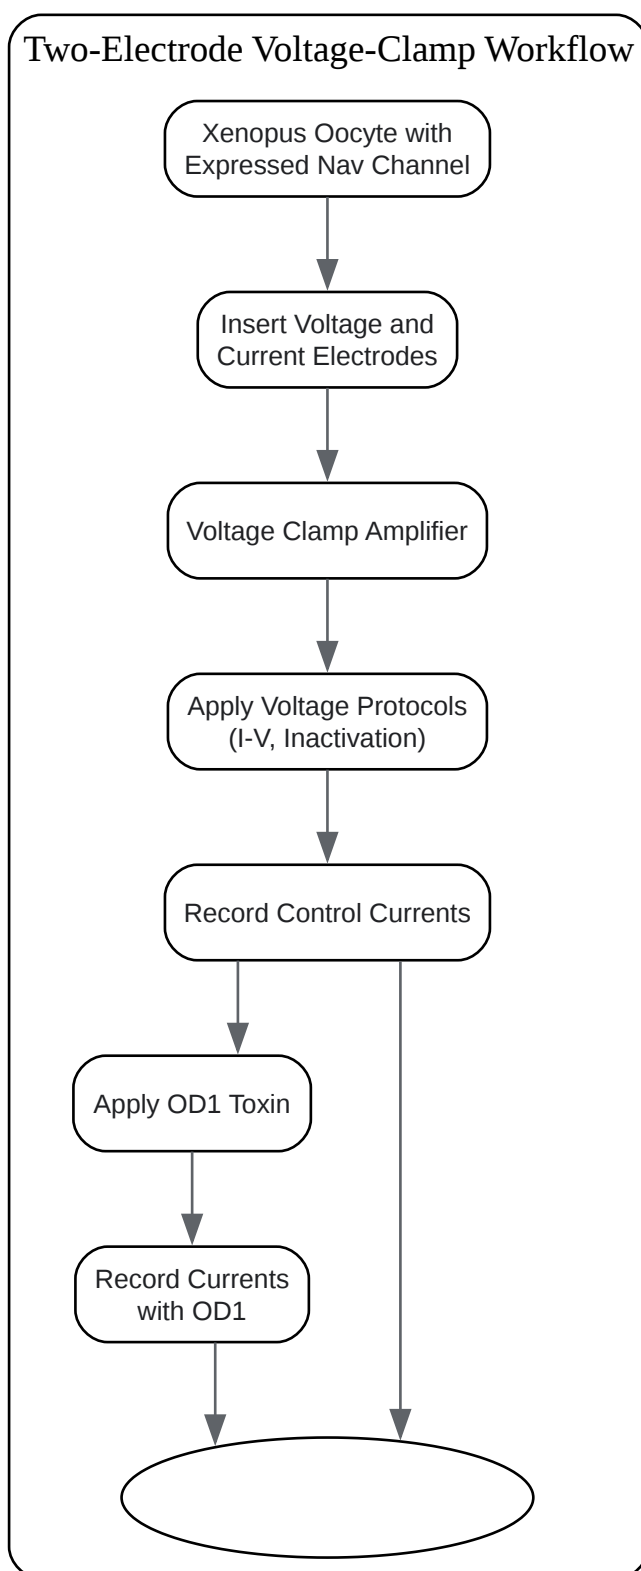 Two-Electrode Voltage-Clamp Workflow
Xenopus Oocyte with
Expressed Nav Channel
Insert Voltage and
Current Electrodes
Voltage Clamp Amplifier
Apply Voltage Protocols
(I-V, Inactivation)
Record Control Currents
Apply OD1 Toxin
Record Currents
with OD1